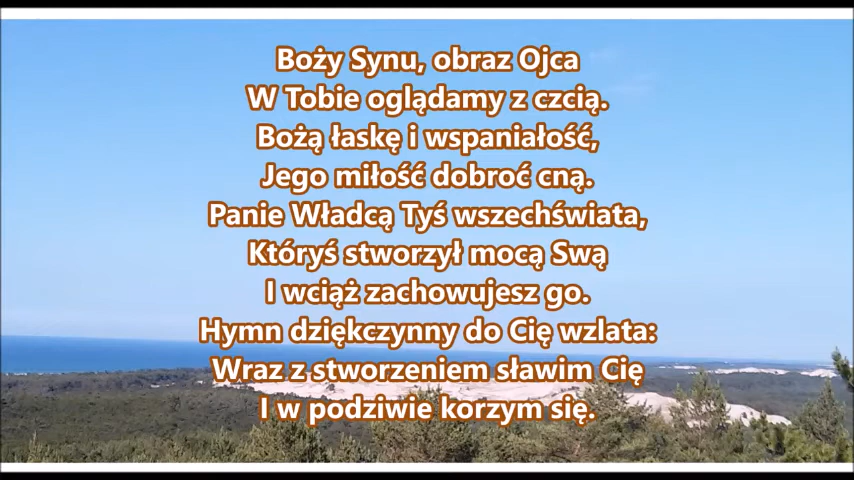 Boży Synu, obraz Ojca
W Tobie oglądamy z czcią.
Bożą łaskę i wspaniałość,
Jego miłość dobroć cną.
Panie Władcą Tyś wszechświata,
Któryś stworzył mocą Swą
I wciąż zachowujesz go.
Hymn dziękczynny do Cię wzlata:
Wraz z stworzeniem sławim Cię
I w podziwie korzym się.